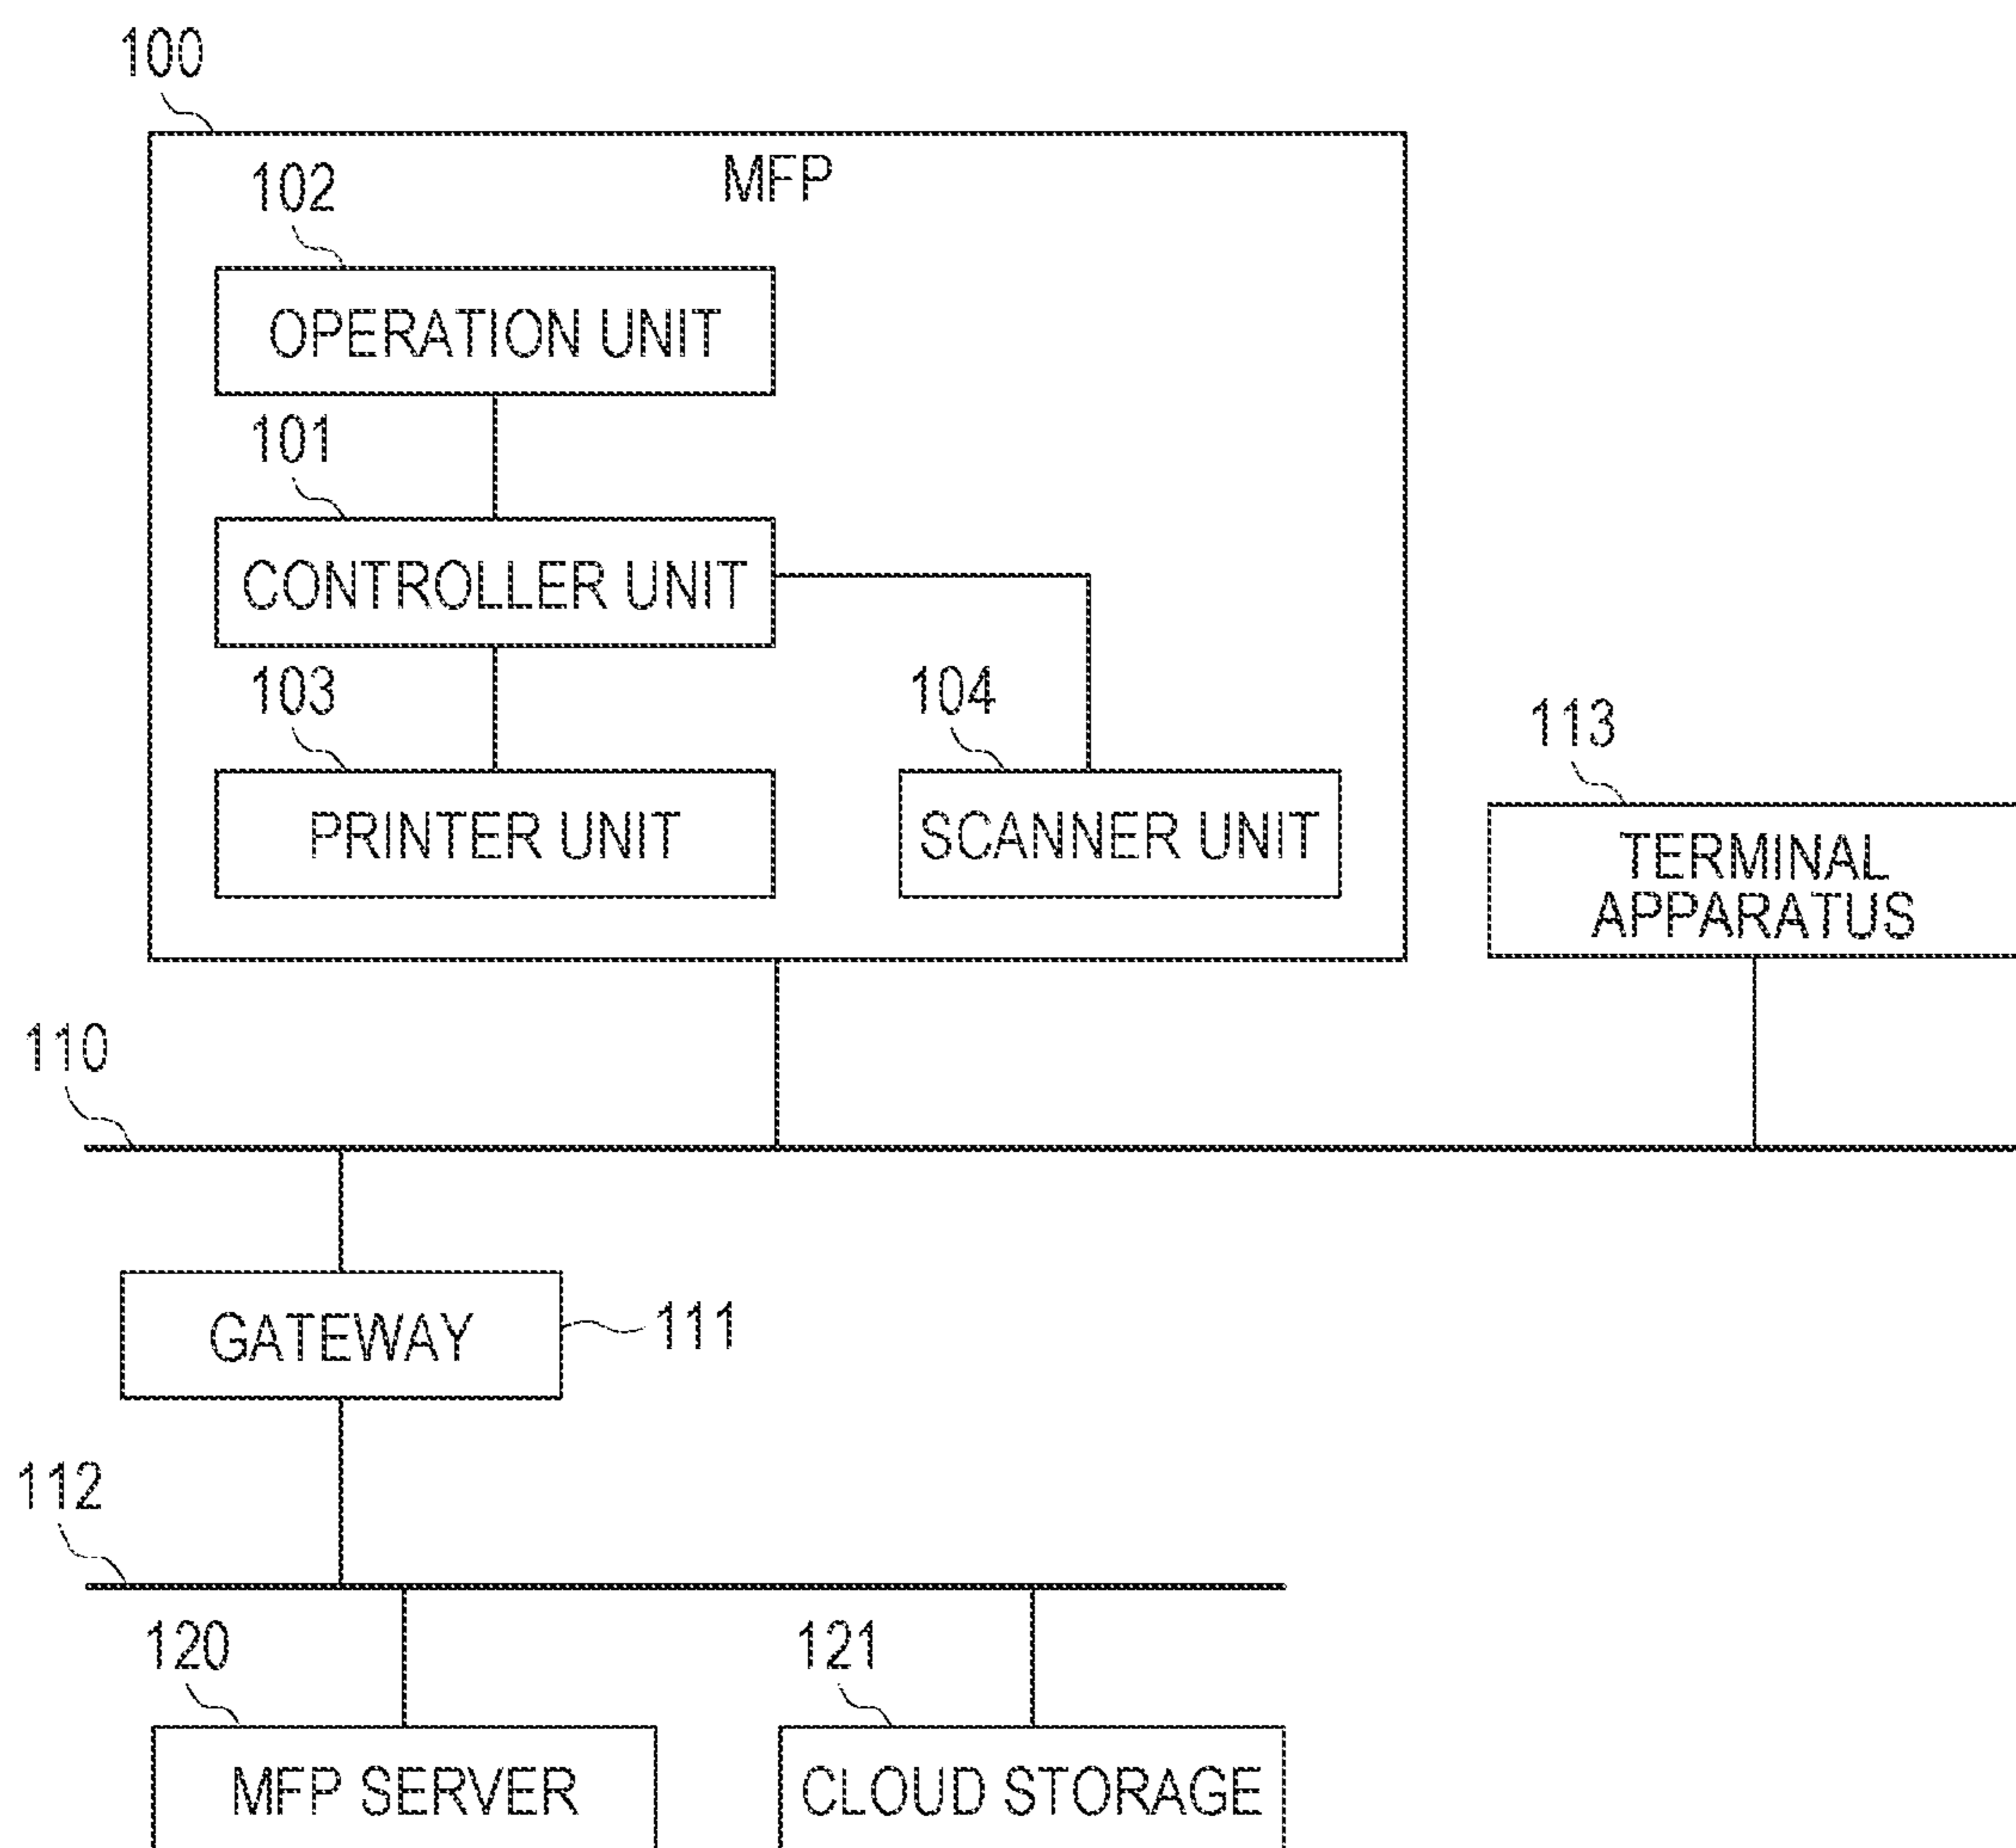 100
MFP
102
OPERATION UNIT
101
CONTROLLER UNIT
103
104
PRINTER UNIT
SCANNER UNIT
113
TERMINAL
APPARATUS
110
GATEWAY
111
112
120
121
MFP SERVER
CLOUD STORAGE